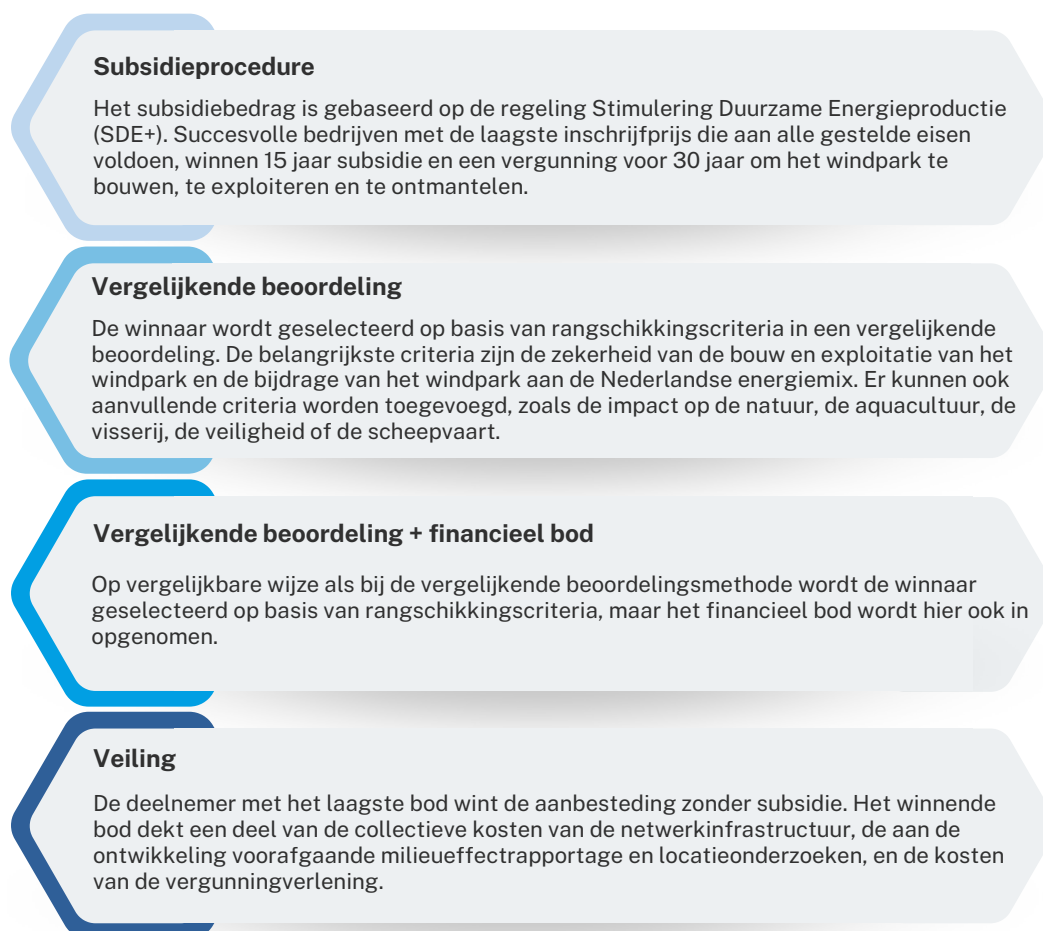 Subsidieprocedure
Het subsidiebedrag is gebaseerd op de regeling Stimulering Duurzame Energieproductie
(SDE+). Succesvolle bedrijven met de laagste inschrijfprijs die aan alle gestelde eisen
voldoen, winnen 15 jaar subsidie en een vergunning voor 30 jaar om het windpark te
bouwen, te exploiteren en te ontmantelen.
Vergelijkende beoordeling
De winnaar wordt geselecteerd op basis van rangschikkingscriteria in een vergelijkende
beoordeling. De belangrijkste criteria zijn de zekerheid van de bouw en exploitatie van het
windpark en de bijdrage van het windpark aan de Nederlandse energiemix. Er kunnen ook
aanvullende criteria worden toegevoegd, zoals de impact op de natuur, de aquacultuur, de
visserij, de veiligheid of de scheepvaart.
Vergelijkende beoordeling + financieel bod
Op vergelijkbare wijze als bij de vergelijkende beoordelingsmethode wordt de winnaar
geselecteerd op basis van rangschikkingscriteria, maar het financieel bod wordt hier ook in
opgenomen.
Veiling
De deelnemer met het laagste bod wint de aanbesteding zonder subsidie. Het winnende
bod dekt een deel van de collectieve kosten van de netwerkinfrastructuur, de aan de
ontwikkeling voorafgaande milieueffectrapportage en locatieonderzoeken, en de kosten
van de vergunningverlening.